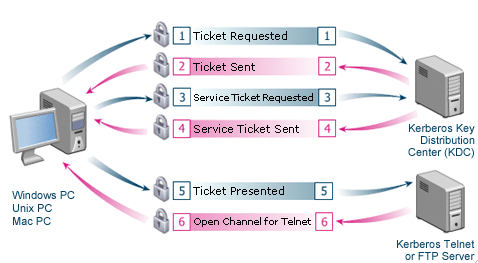 1 Ticket Requested 1
2 Ticket Sent 2
3 Service Ticket Requested 3
4 Service Ticket Sent 4
Kerberos Key
Distribution
Center (KDC)
Windows PC
Unix PC
Mac PC
5 Ticket Presented 5
6 Open Channel for Telnet 6
Kerberos Telnet
or FTP Server